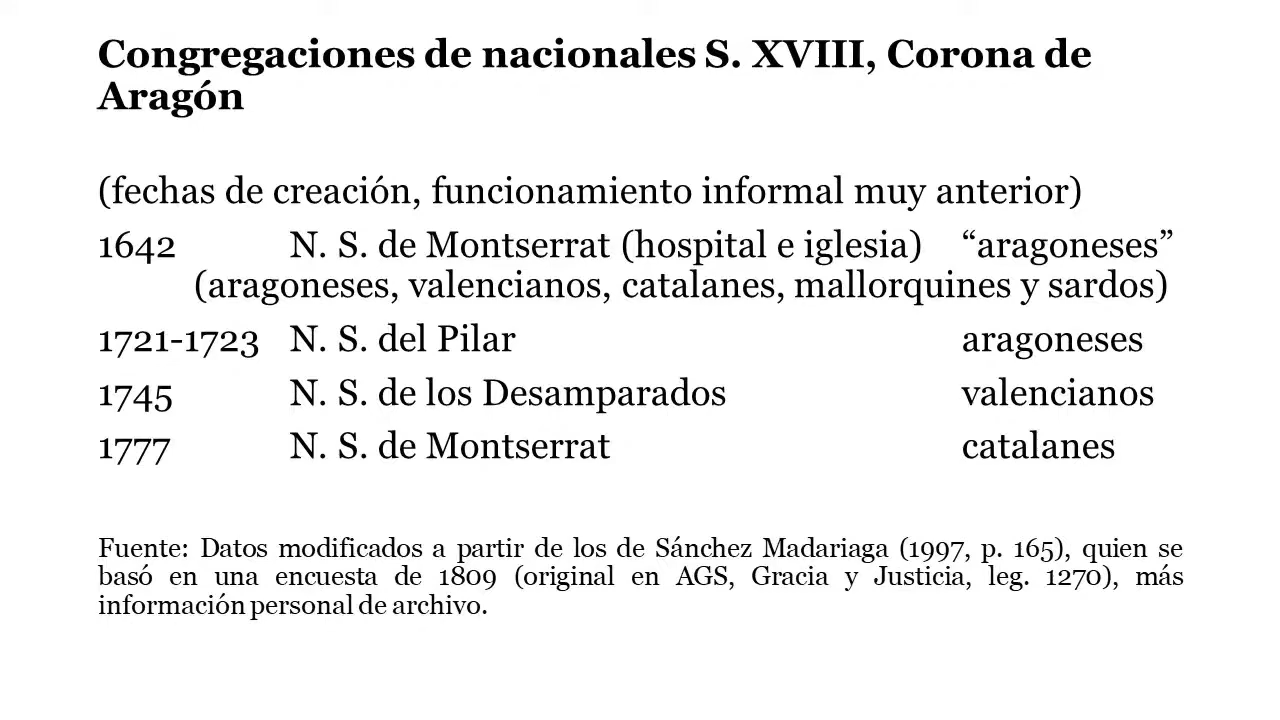 Congregaciones de nacionales S. XVIII, Corona de
Aragón
(fechas de creación, funcionamiento informal muy anterior)
1642 N. S. de Montserrat (hospital e iglesia) “aragoneses”
(aragoneses, valencianos, catalanes, mallorquines y sardos)
1721-1723 N. S. del Pilar aragoneses
1745 N. S. de los Desamparados valencianos
1777 N. S. de Montserrat catalanes
Fuente: Datos modificados a partir de los de Sánchez Madariaga (1997, p. 165), quien se
basó en una encuesta de 1809 (original en AGS, Gracia y Justicia, leg. 1270), más
información personal de archivo.